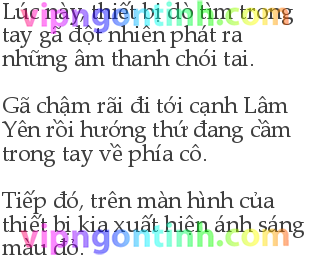 Lúc này, thiết bị dò tìm trong
tay gã đột nhiên phát ra
những âm thanh chói tai.
Gã chậm rãi đi tới cạnh Lâm
Yên rồi hướng thứ đang cầm
trong tay về phía cô.
Tiếp đó, trên màn hình của
thiết bị kia xuất hiện ánh sáng
màu đỏ.
vipngontinh.com
vipngontinh.com